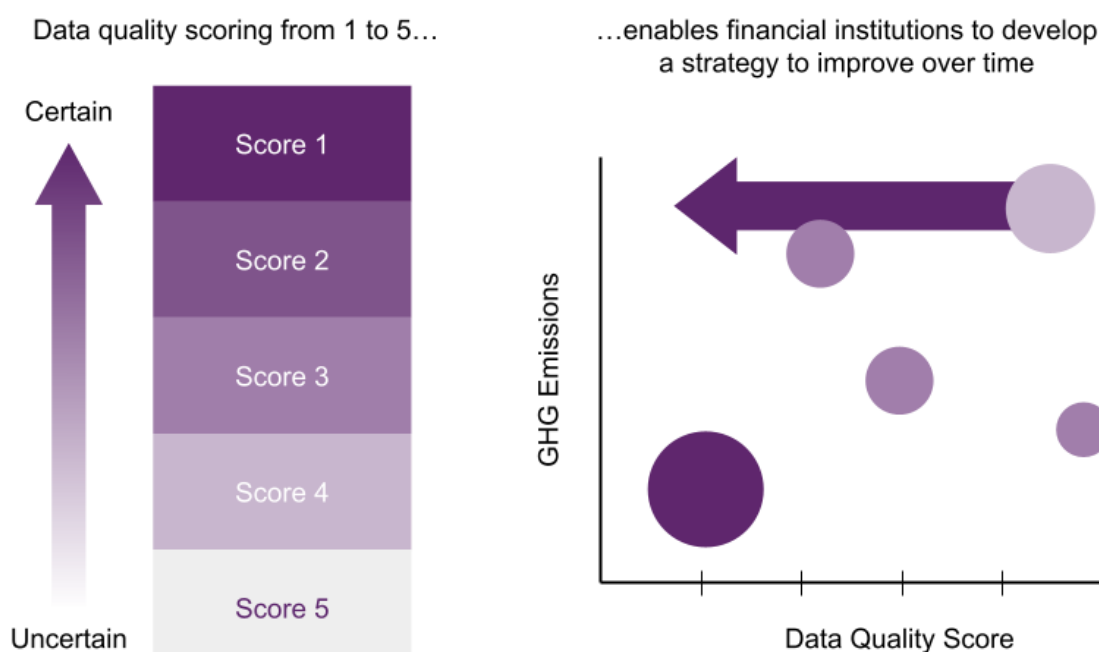 Data quality scoring from 1 to 5…
Certain
Score 1
Score 2
Score 3
Score 4
Score 5
Uncertain
…enables financial institutions to develop
a strategy to improve over time
GHG Emissions
Data Quality Score